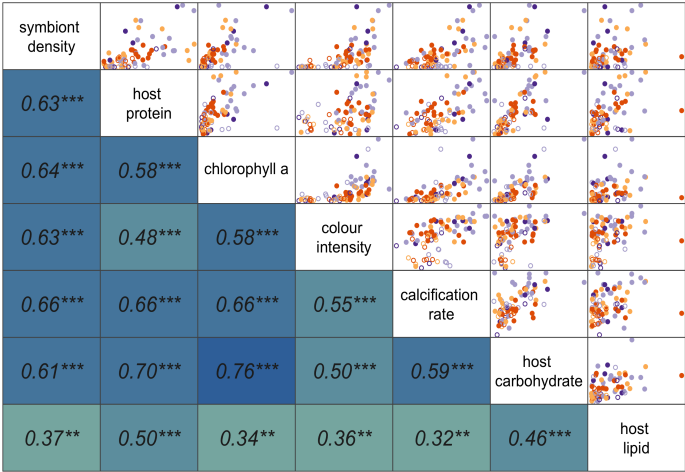 symbiont
density
0.63***
host
protein
0.64*** 0.58*** chlorophyll a
0.63*** 0.48*** 0.58***
colour
intensity
0.66*** 0.66*** 0.66*** 0.55***
calcification
rate
0.61*** 0.70*** 0.76*** 0.50*** 0.59***
host
carbohydrate
0.37** 0.50*** 0.34** 0.36** 0.32** 0.46***
host
lipid